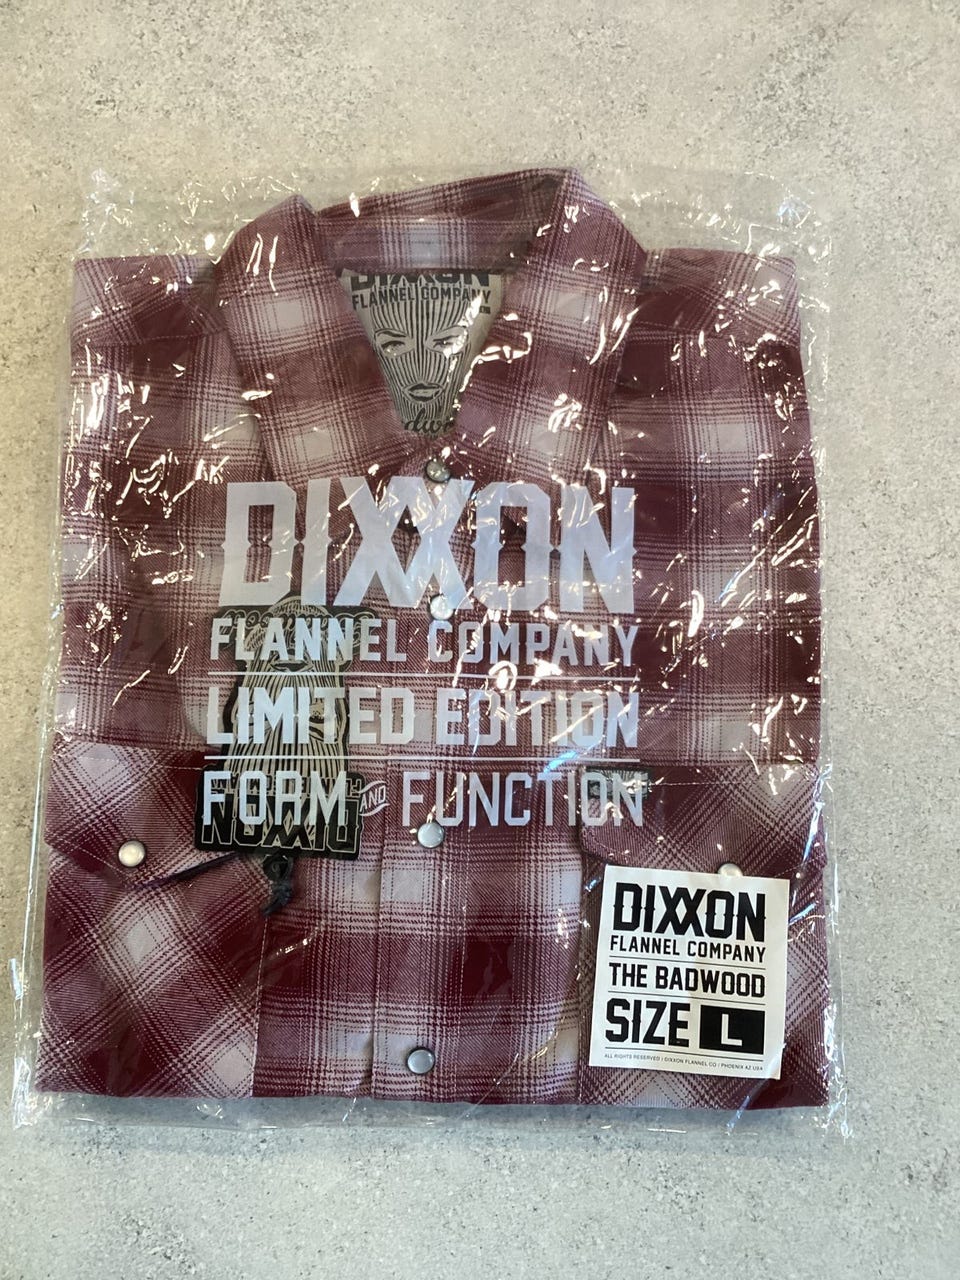 DIXXON
FLANNEL COMPANY
DIXXON
FLANNEL COMPANY
LIMITED EDITION
FORM AND FUNCTION
DIXXON
DIXXON
FLANNEL COMPANY
THE BADWOOD
SIZE L
ALL RIGHTS RESERVED / DIXXON FLANNEL CO / PHOENIX AZ USA